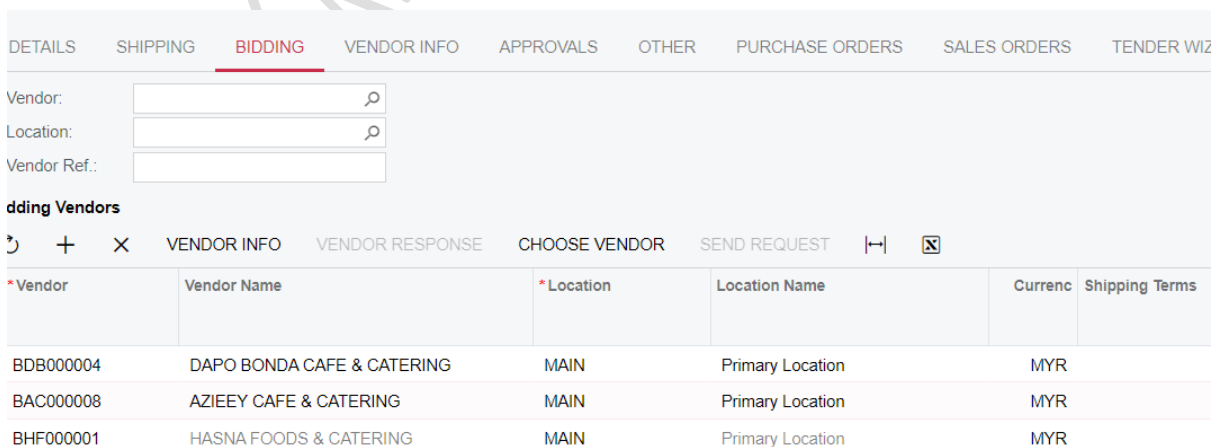 DETAILS SHIPPING BIDDING VENDOR INFO APPROVALS OTHER PURCHASE ORDERS SALES ORDERS TENDER WIZ
Vendor:
Location:
Vendor Ref.:
dding Vendors
VENDOR INFO VENDOR RESPONSE CHOOSE VENDOR SEND REQUEST
* Vendor Vendor Name * Location Location Name Currenc Shipping Terms
BDB000004 DAPO BONDA CAFE & CATERING MAIN Primary Location MYR
BAC000008 AZIEEY CAFE & CATERING MAIN Primary Location MYR
BHF000001 HASNA FOODS & CATERING MAIN Primary Location MYR